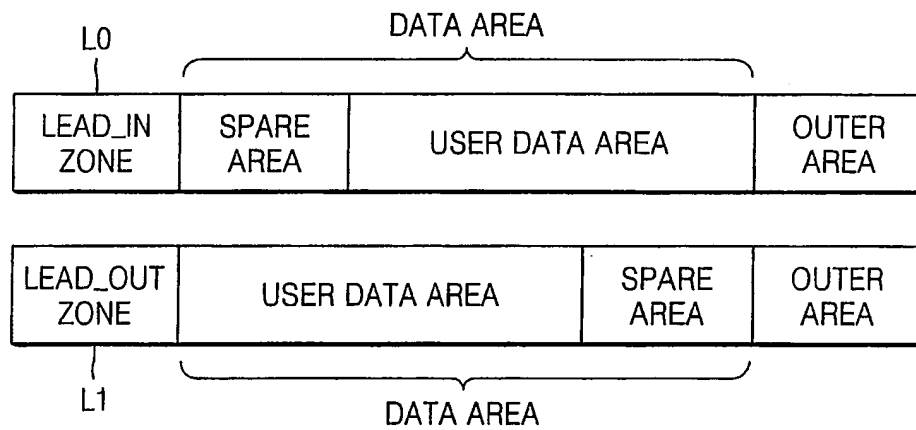 DATA AREA
L0
LEAD_IN
ZONE
SPARE
AREA
USER DATA AREA
OUTER
AREA
LEAD_OUT
ZONE
USER DATA AREA
SPARE
AREA
OUTER
AREA
L1
DATA AREA